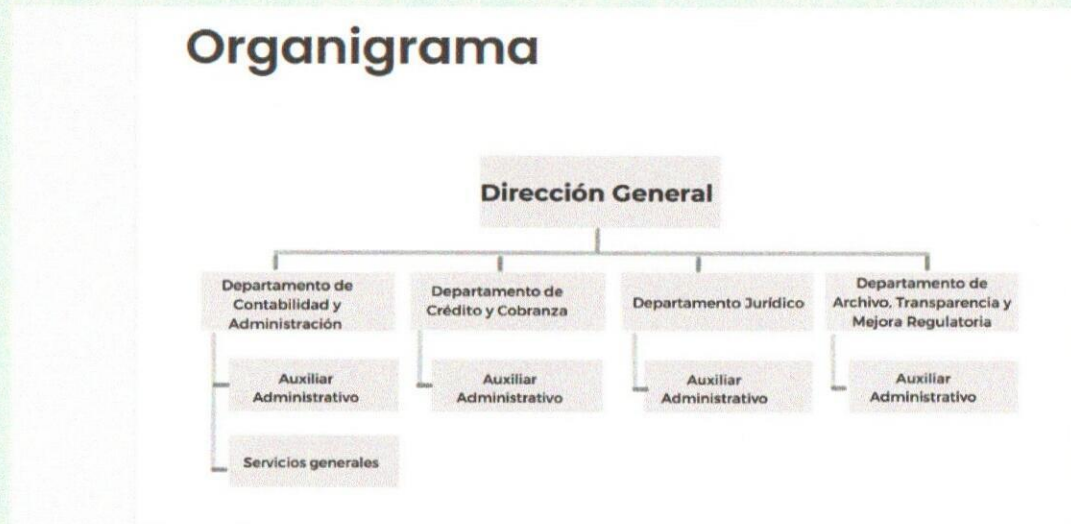 Organigrama
Dirección General
Departamento de
Contabilidad y
Administración
Departamento de
Crédito y Cobranza
Departamento Jurídico
Departamento de
Archivo, Transparencia y
Mejora Regulatoria
Auxiliar
Administrativo
Auxiliar
Administrativo
Auxiliar
Administrativo
Auxiliar
Administrativo
Servicios generales